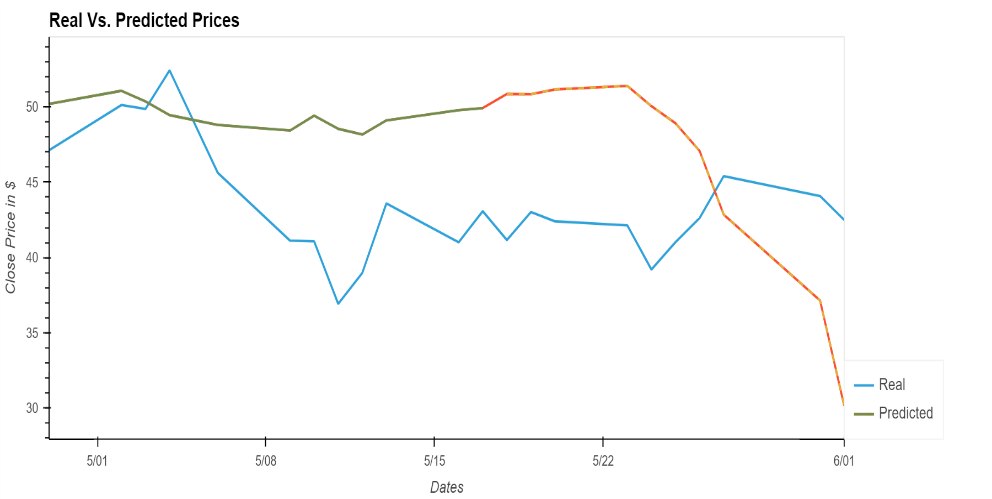 Real Vs. Predicted Prices
Close Price in $
50
45
40
35
30
5/01
5/08
5/15
5/22
6/01
Dates
Real
Predicted